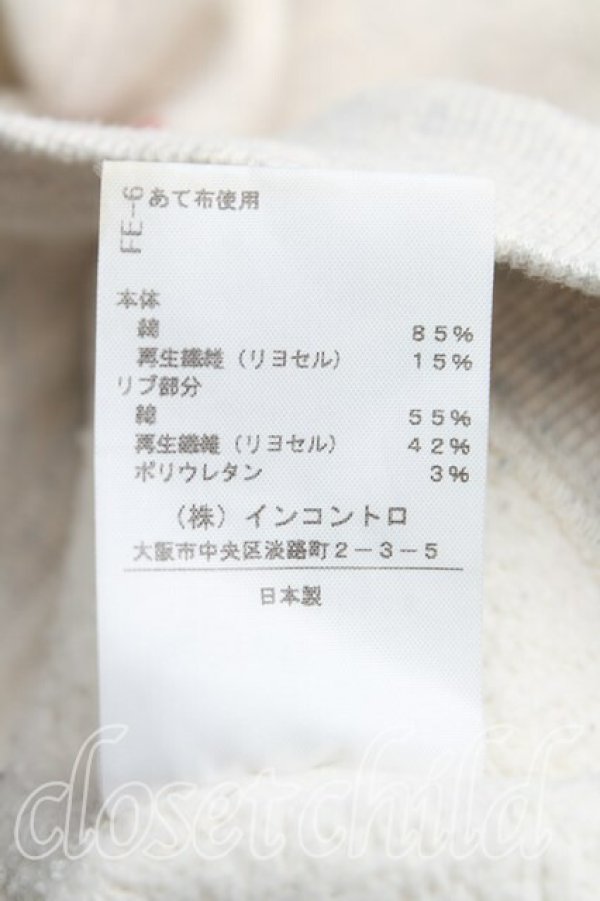 FE-6
あて布使用
本体
綿 85%
再生繊維(リヨセル) 15%
リブ部分
綿 55%
再生繊維(リヨセル) 42%
ポリウレタン 3%
(株)インコントロ
大阪市中央区淡路町2-3-5
日本製
closetchild